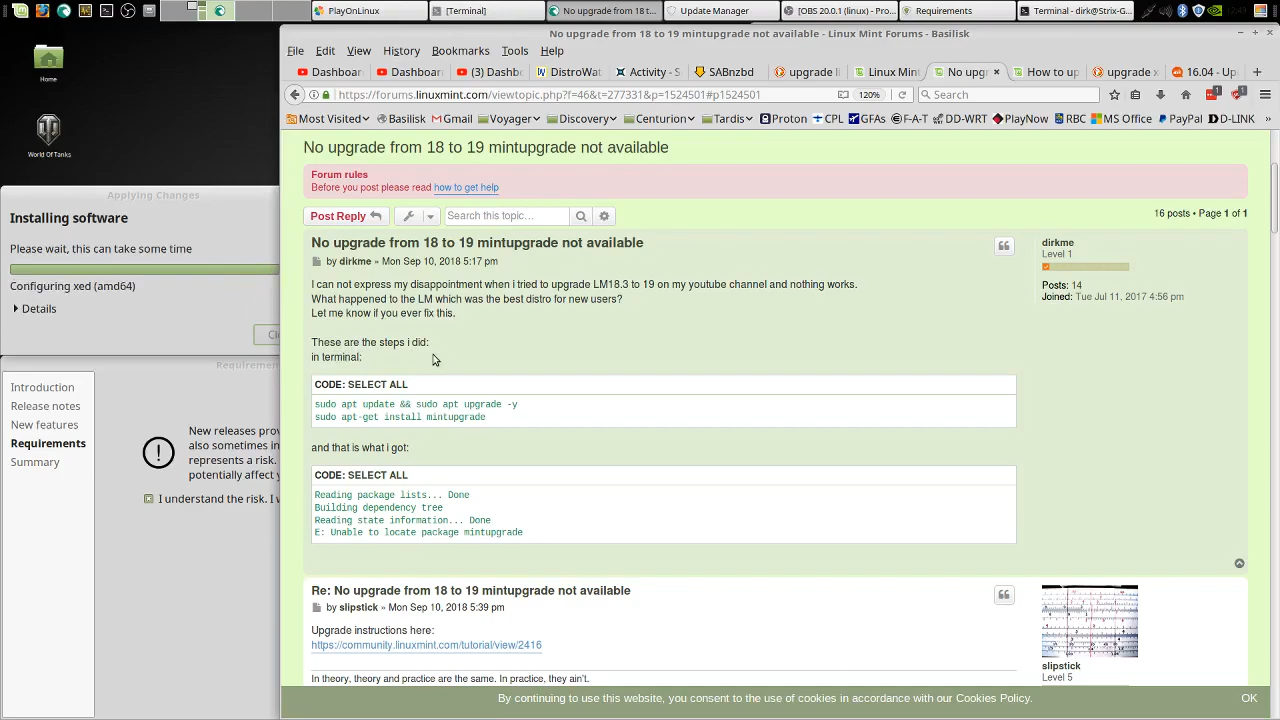 PlayOnLinux
[Terminal]
No upgrade from 18 to 19 m...
Update Manager
[OBS 20.0.1 (linux) - Pro...
Requirements
Terminal - dirk@Strix-G...
Home
World Of Tanks
No upgrade from 18 to 19 mintupgrade not available - Linux Mint Forums - Basilisk
File Edit View History Bookmarks Tools Help
Dashboar
Dashboar
(5) Dashb
DistroWat
Activity - S
SABnzb
upgrade
Linux Min
No upg
How to up
upgrade
16.04 - Up
https://forums.linuxmint.com/viewtopic.php?f=46&t=277331&p=1524501#p1524501
120%
Search
Most Visited Basilisk Gmail Voyager Discovery Centurion Tardis Proton CPL GFAs F-A-T DD-WRT PlayNow RBC MS Office PayPal D-LINK
No upgrade from 18 to 19 mintupgrade not available
Forum rules
Before you post please read how to get help
Post Reply
Search this topic...
16 posts • Page 1 of 1
No upgrade from 18 to 19 mintupgrade not available
by dirkme » Mon Sep 10, 2018 5:17 pm
I can not express my disappointment when i tried to upgrade LM18.3 to 19 on my youtube channel and nothing works.
What happened to the LM which was the best distro for new users?
Let me know if you ever fix this.
These are the steps i did:
in terminal:
CODE: SELECT ALL
sudo apt update && sudo apt upgrade -y
sudo apt-get install mintupgrade
and that is what i got:
CODE: SELECT ALL
Reading package lists... Done
Building dependency tree
Reading state information... Done
E: Unable to locate package mintupgrade
dirkme
Level 1
Posts: 14
Joined: Tue Jul 11, 2017 4:56 pm
Re: No upgrade from 18 to 19 mintupgrade not available
by slipstick » Mon Sep 10, 2018 5:39 pm
Upgrade instructions here:
https://community.linuxmint.com/tutorial/view/2416
In theory, theory and practice are the same. In practice, they ain't.
slipstick
Level 5
By continuing to use this website, you consent to the use of cookies in accordance with our Cookies Policy.
OK
Applying Changes
Installing software
Please wait, this can take some time
Configuring xed (amd64)
Details
Requiremen
Introduction
Release notes
New features
Requirements
Summary
New releases prov
also sometimes in
represents a risk.
potentially affect y
I understand the risk. I w